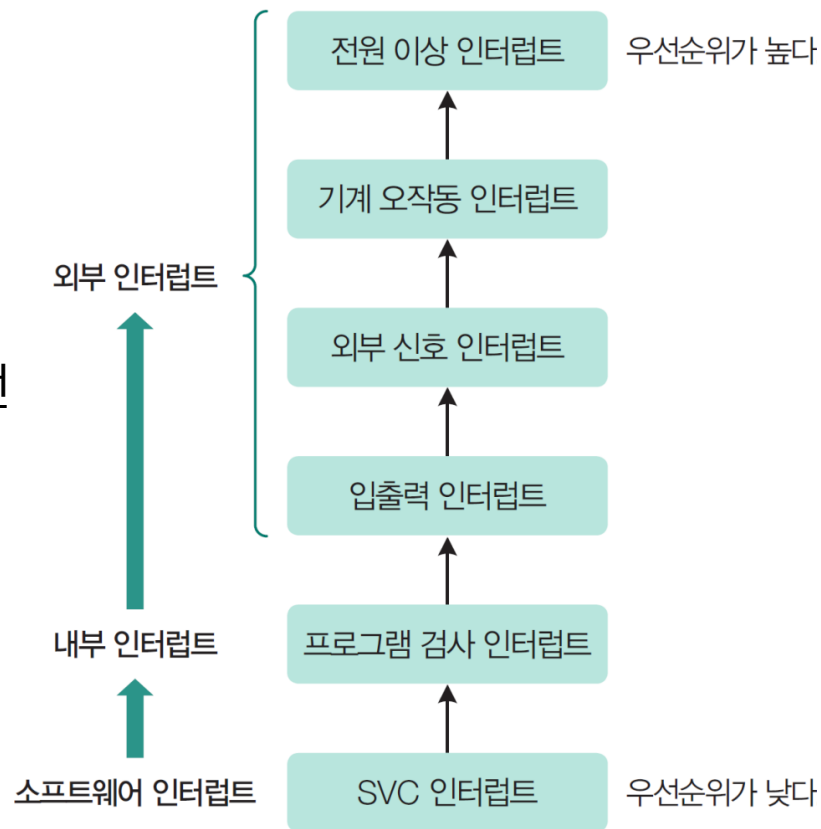 전원 이상 인터럽트 우선순위가 높다
기계 오작동 인터럽트
외부 인터럽트
외부 신호 인터럽트
입출력 인터럽트
내부 인터럽트 프로그램 검사 인터럽트
소프트웨어 인터럽트 SVC 인터럽트 우선순위가 낮다